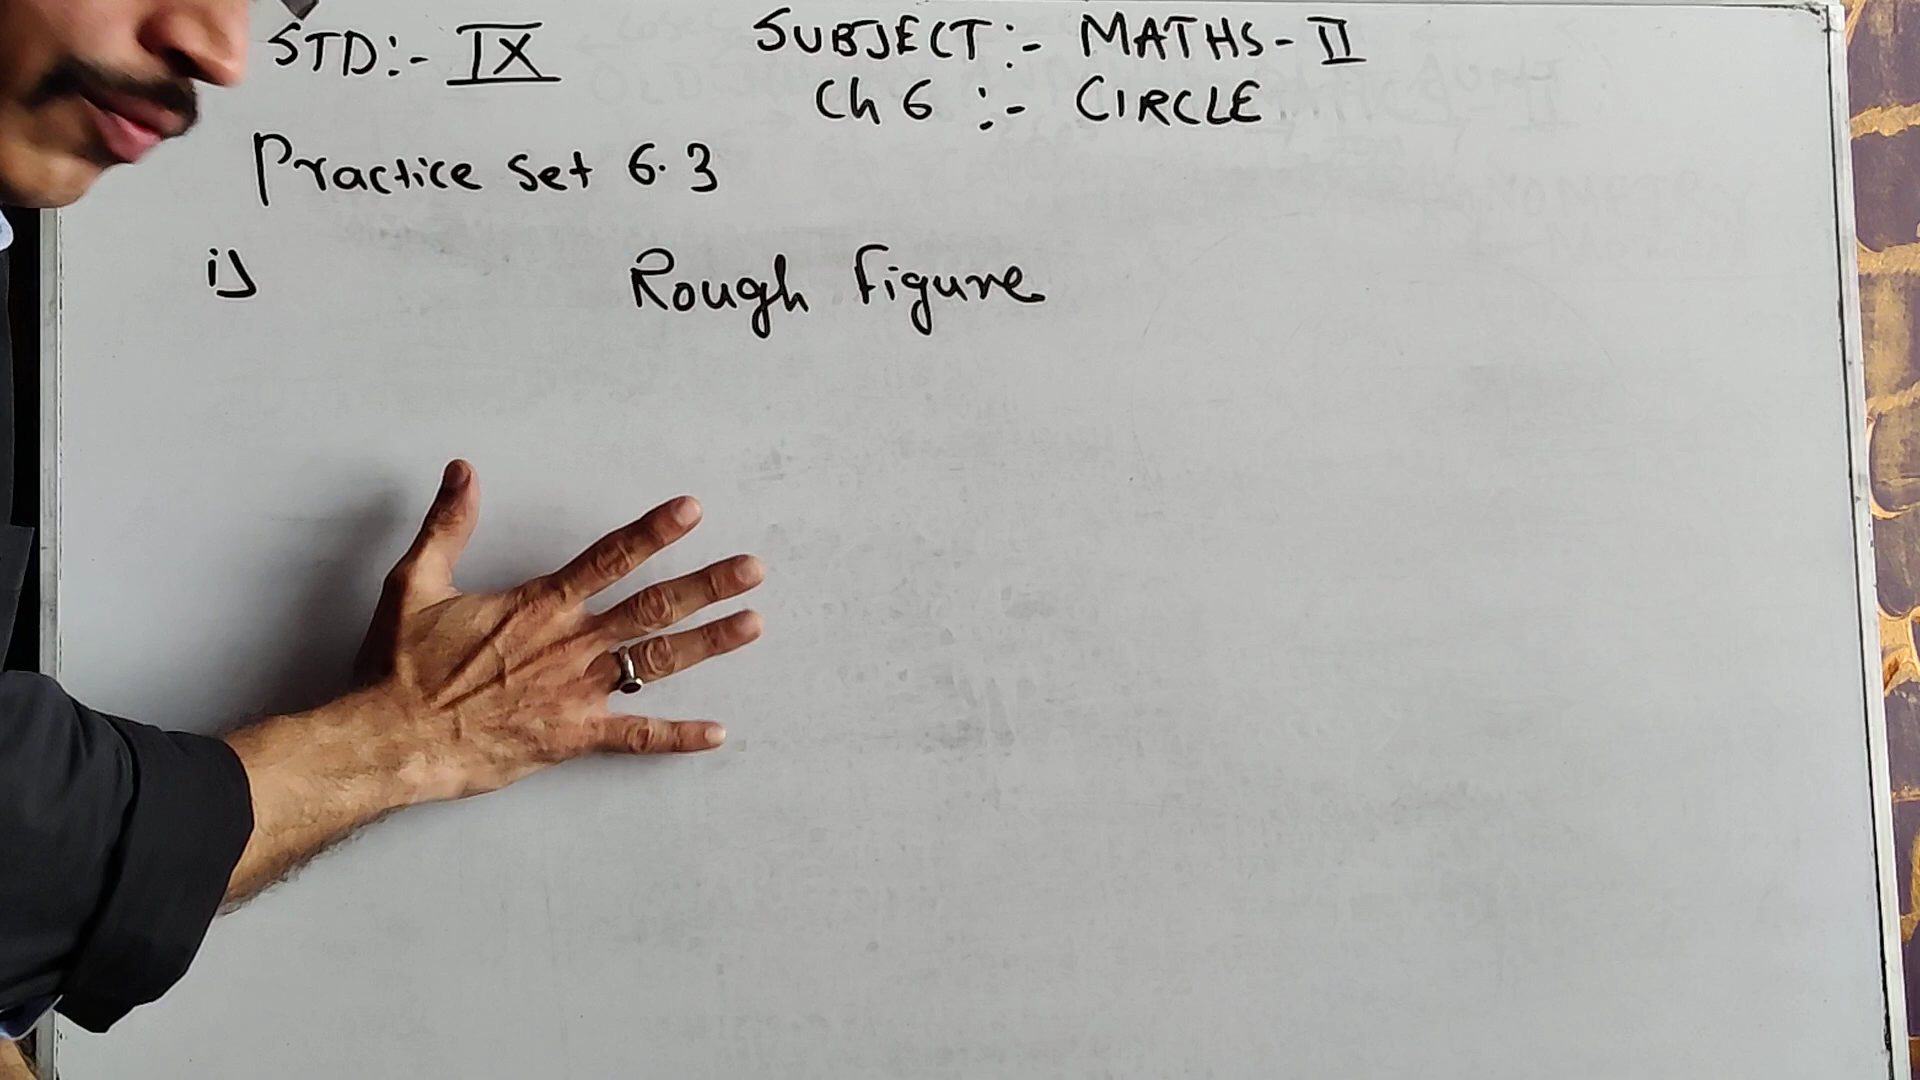 STD:- IX SUBJECT:- MATHS-II
Ch 6 :- CIRCLE
Practice set 6.3
i) Rough Figure